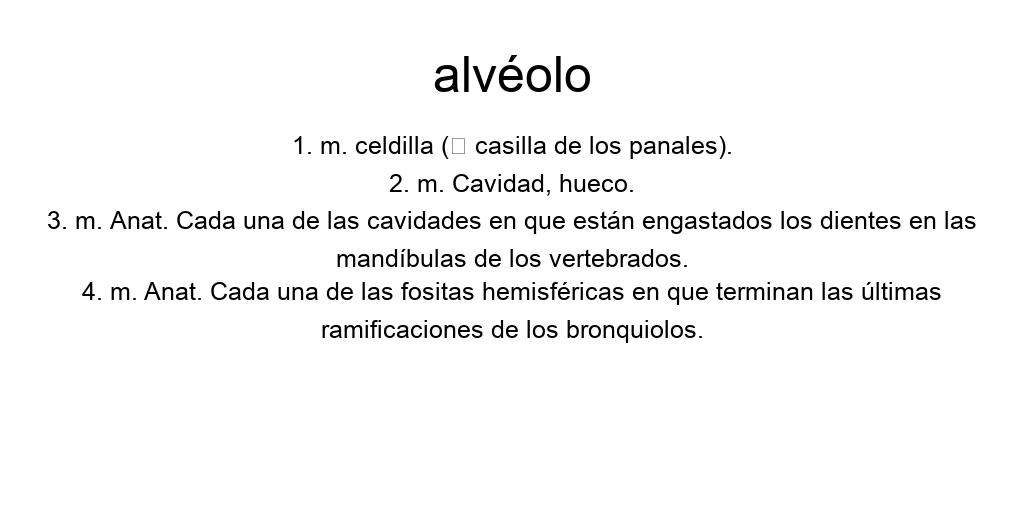 alvéolo
1. m. celdilla (□ casilla de los panales).
2. m. Cavidad, hueco.
3. m. Anat. Cada una de las cavidades en que están engastados los dientes en las
mandíbulas de los vertebrados.
4. m. Anat. Cada una de las fositas hemisféricas en que terminan las últimas
ramificaciones de los bronquiolos.